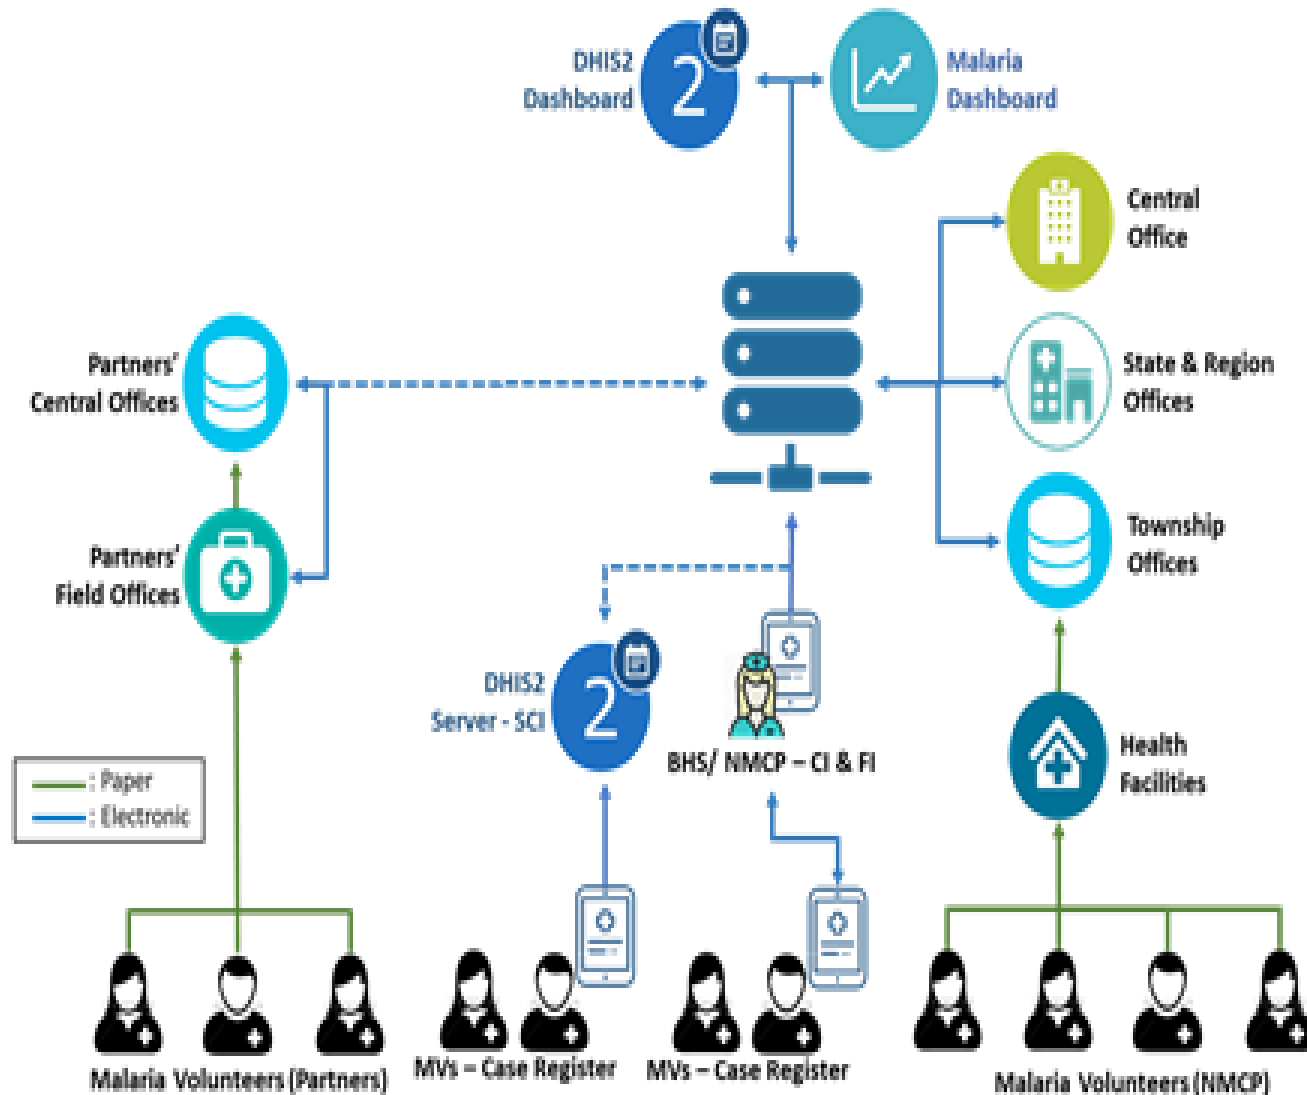 DHIS2
Dashboard
2
Malaria
Dashboard
Central
Office
Partners'
Central Offices
State & Region
Offices
Partners'
Field Offices
Township
Offices
DHIS2
Server - SCI
2
BHS/ NMCP – CI & FI
Health
Facilities
: Paper
: Electronic
Malaria Volunteers (Partners)
MVs – Case Register
MVs – Case Register
Malaria Volunteers (NMCP)